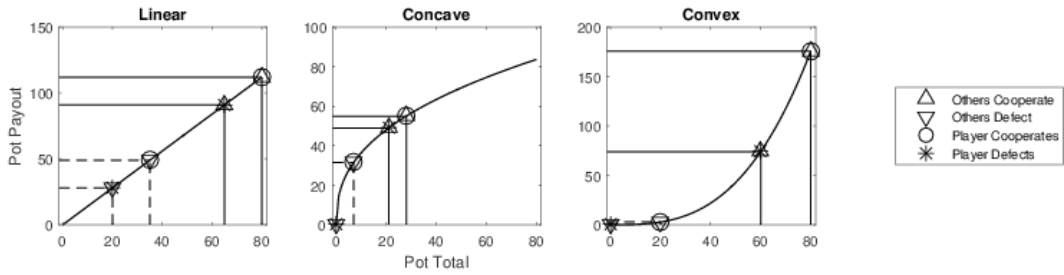 Linear
Concave
Convex
Pot Payout
150
100
50
0
0 20 40 60 80
100
80
60
40
20
0
0 20 40 60 80
Pot Total
200
150
100
50
0
0 20 40 60 80
Others Cooperate
Others Defect
Player Cooperates
Player Defects